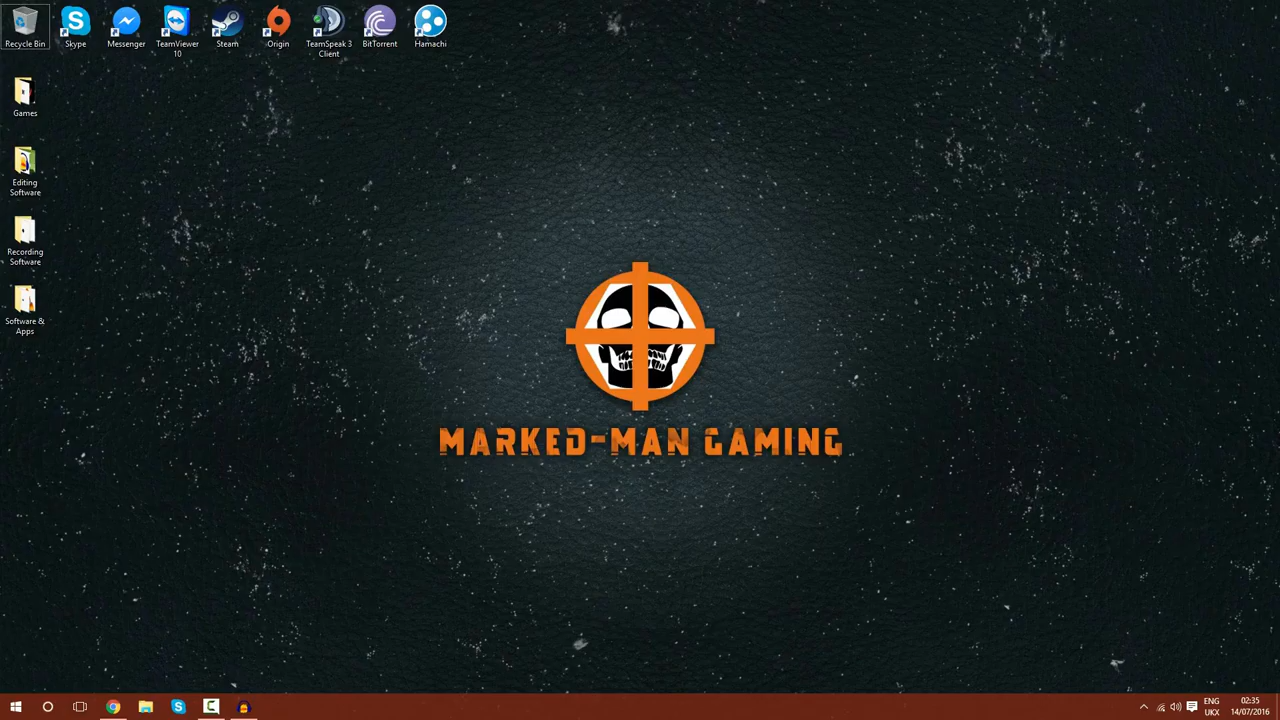 Recycle Bin
Skype
Messenger
TeamViewer
10
Steam
Origin
TeamSpeak 3
Client
BitTorrent
Hamachi
Games
Editing
Software
Recording
Software
Software &
Apps
MARKED-MAN GAMING
ENG
UKX
02:35
14/07/2016